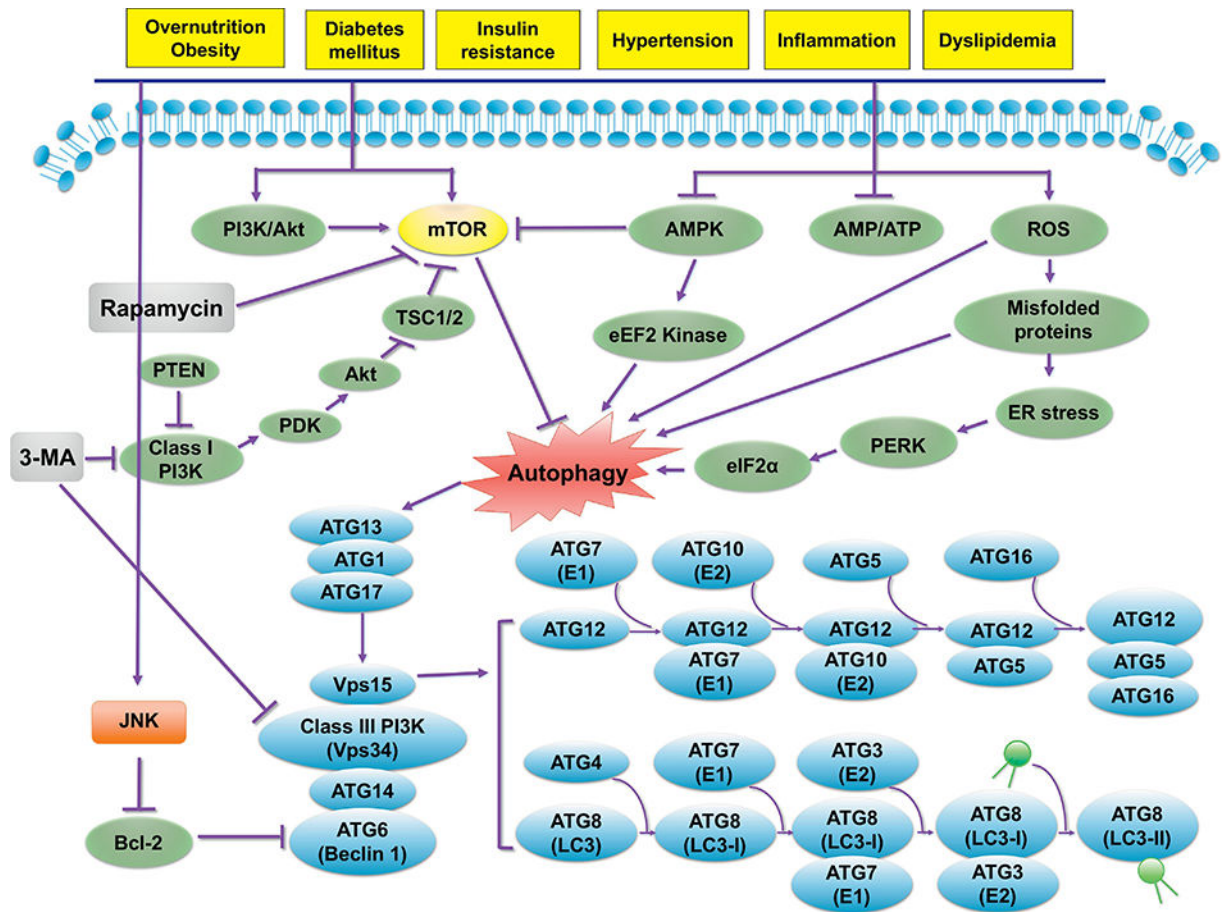 Overnutrition
Obesity
Diabetes
mellitus
Insulin
resistance
Hypertension
Inflammation
Dyslipidemia
PI3K/Akt
mTOR
AMPK
AMP/ATP
ROS
Rapamycin
TSC1/2
eEF2 Kinase
Misfolded
proteins
PTEN
Akt
PDK
ER stress
3-MA
Class I
PI3K
Autophagy
eIF2α
PERK
ATG13
ATG1
ATG17
ATG7
(E1)
ATG10
(E2)
ATG5
ATG16
ATG12
ATG12
ATG7
(E1)
ATG12
ATG10
(E2)
ATG12
ATG5
ATG12
ATG5
ATG16
Vps15
Class III PI3K
(Vps34)
ATG14
ATG6
(Beclin 1)
JNK
Bcl-2
ATG4
ATG7
(E1)
ATG3
(E2)
ATG8
(LC3)
ATG8
(LC3-I)
ATG8
(LC3-I)
ATG7
(E1)
ATG8
(LC3-I)
ATG3
(E2)
ATG8
(LC3-II)